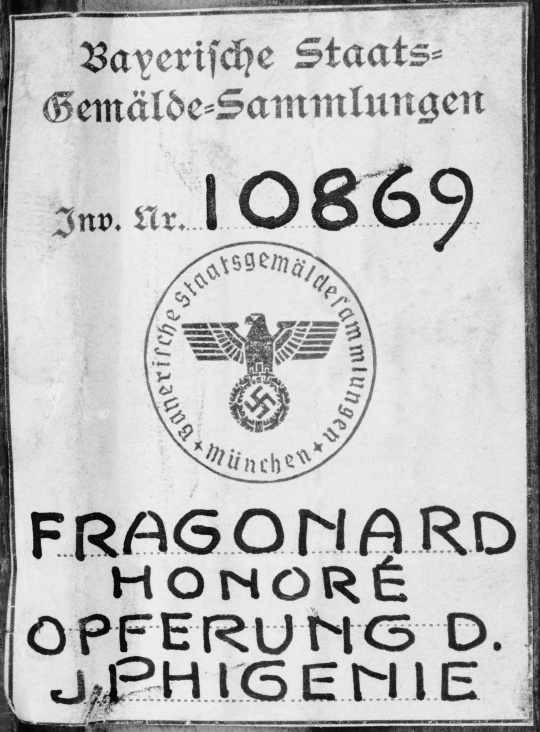 Bayerische Staats=
Gemälde=Sammlungen
Inv. Nr. 10869
Bayerische Staatsgemäldesammlungen
München
FRAGONARD
HONORÉ
OPFERUNG D.
JPHIGENIE